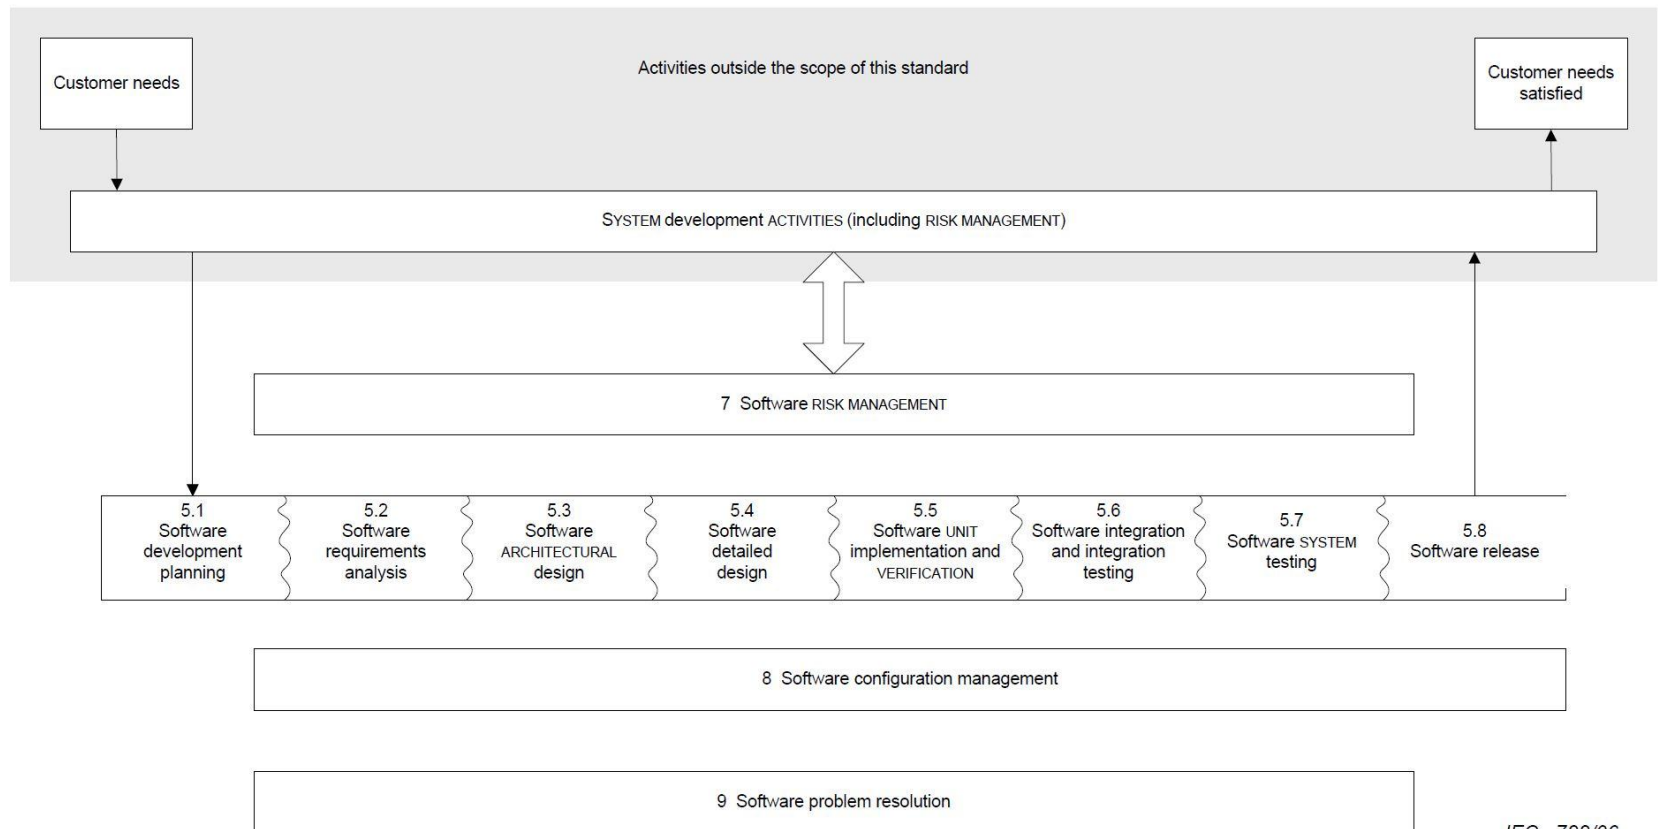 Customer needs
Activities outside the scope of this standard
Customer needs
satisfied
SYSTEM development ACTIVITIES (including RISK MANAGEMENT)
7 Software RISK MANAGEMENT
5.1
Software
development
planning
5.2
Software
requirements
analysis
5.3
Software
ARCHITECTURAL
design
5.4
Software
detailed
design
5.5
Software UNIT
implementation and
VERIFICATION
5.6
Software integration
and integration
testing
5.7
Software SYSTEM
testing
5.8
Software release
8 Software configuration management
9 Software problem resolution